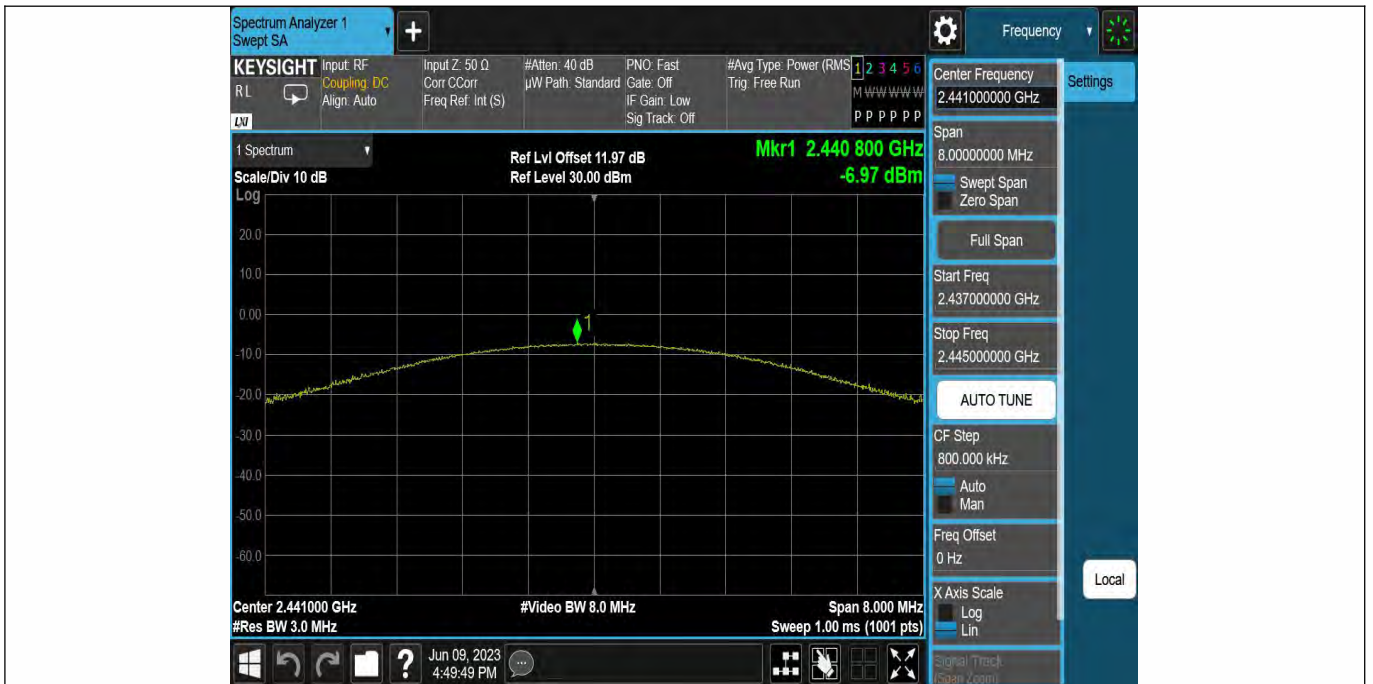 Spectrum Analyzer 1
Swept SA
Frequency
KEYSIGHT
RL
LXI
Input: RF
Coupling: DC
Align: Auto
Input Z: 50 Ω
Corr CCorr
Freq Ref: Int (S)
#Atten: 40 dB
µW Path: Standard
PNO: Fast
Gate: Off
IF Gain: Low
Sig Track: Off
#Avg Type: Power (RMS
Trig: Free Run
1 2 3 4 5 6
M W W W W W
P P P P P P
1 Spectrum
Scale/Div 10 dB
Ref Lvl Offset 11.97 dB
Ref Level 30.00 dBm
Mkr1 2.440 800 GHz
-6.97 dBm
Log
20.0
10.0
0.00
-10.0
-20.0
-30.0
-40.0
-50.0
-60.0
1
Center 2.441000 GHz
#Res BW 3.0 MHz
#Video BW 8.0 MHz
Span 8.000 MHz
Sweep 1.00 ms (1001 pts)
Jun 09, 2023
4:49:49 PM
Center Frequency
2.441000000 GHz
Settings
Span
8.00000000 MHz
Swept Span
Zero Span
Full Span
Start Freq
2.437000000 GHz
Stop Freq
2.445000000 GHz
AUTO TUNE
CF Step
800.000 kHz
Auto
Man
Freq Offset
0 Hz
X Axis Scale
Log
Lin
Local
Signal Track
(Span Zoom)